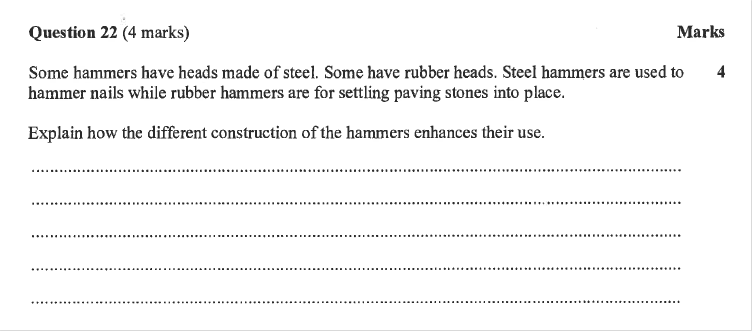 Question 22 (4 marks) Marks
Some hammers have heads made of steel. Some have rubber heads. Steel hammers are used to 4
hammer nails while rubber hammers are for settling paving stones into place.
Explain how the different construction of the hammers enhances their use.